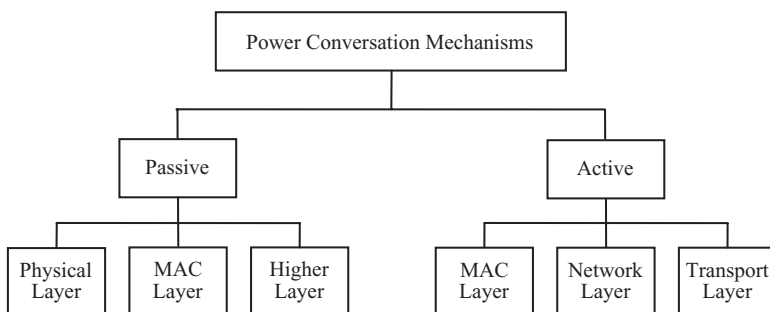 Power Conversation Mechanisms
Passive
Active
Physical
Layer
MAC
Layer
Higher
Layer
MAC
Layer
Network
Layer
Transport
Layer